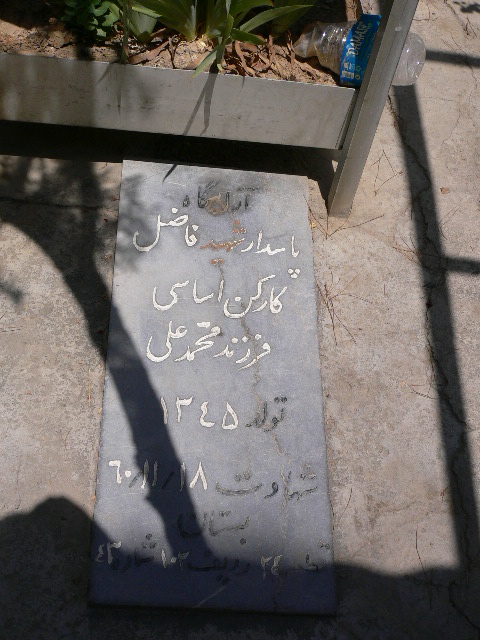 آرامگاه
پاسدار شهید فاضل
کارکن اساسی
فرزند محمد علی
تولد ۱۳۴۵
شهادت ۱۸/۱۱/۶۰
بستان
قطعه ۲۴ ردیف ۱۰۲ شماره ۴۲